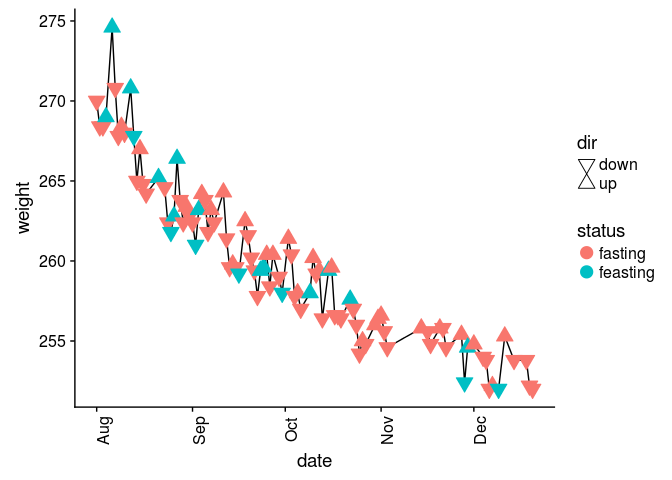 275
270
265
260
255
weight
Aug
Sep
Oct
Nov
Dec
date
dir
down
up
status
fasting
feasting